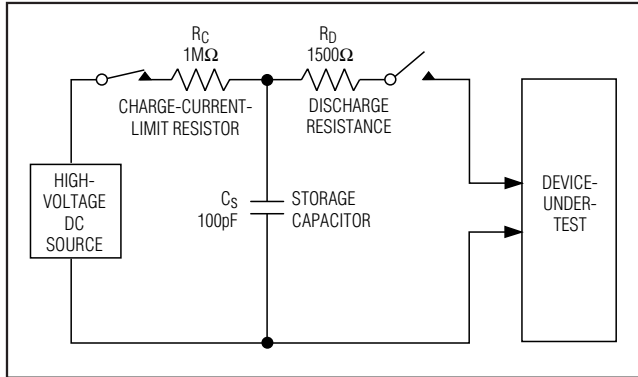 R_C
1MΩ
CHARGE-CURRENT-
LIMIT RESISTOR
R_D
1500Ω
DISCHARGE
RESISTANCE
HIGH-
VOLTAGE
DC
SOURCE
C_S
100pF
STORAGE
CAPACITOR
DEVICE-
UNDER-
TEST